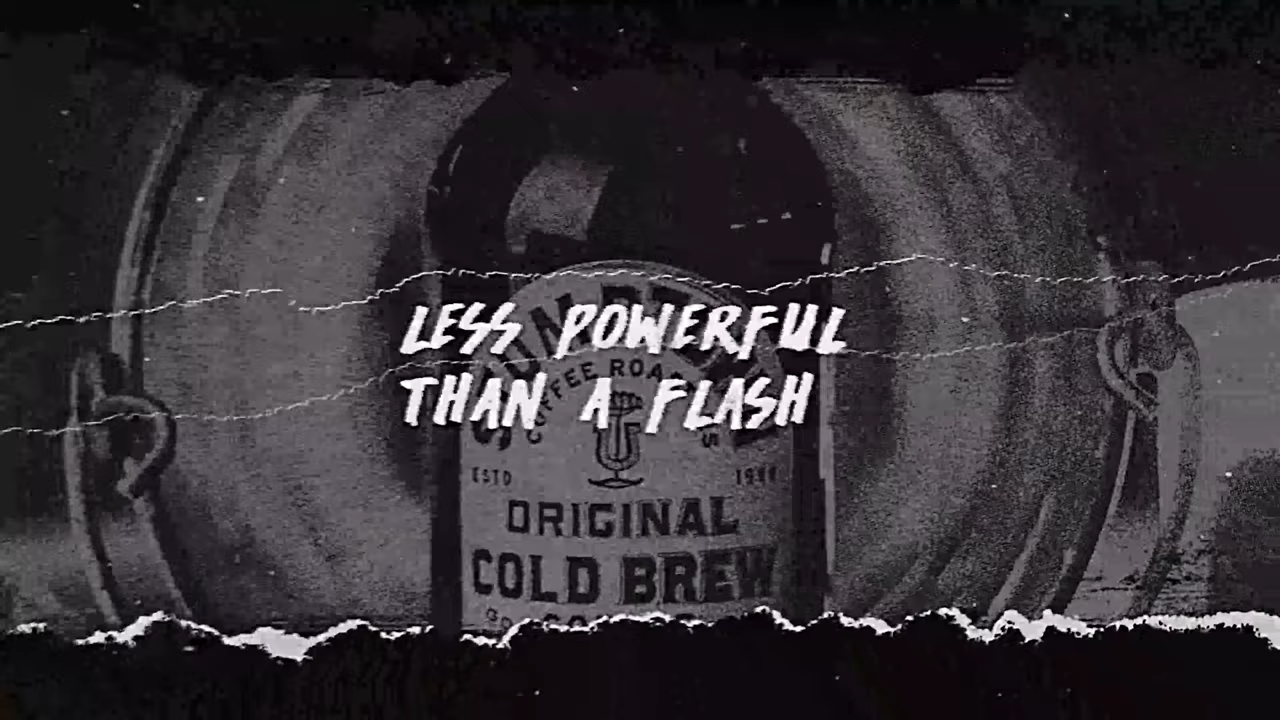 LESS POWERFUL
THAN A FLASH
COFFEE ROA
ESTD
ORIGINAL
COLD BREW